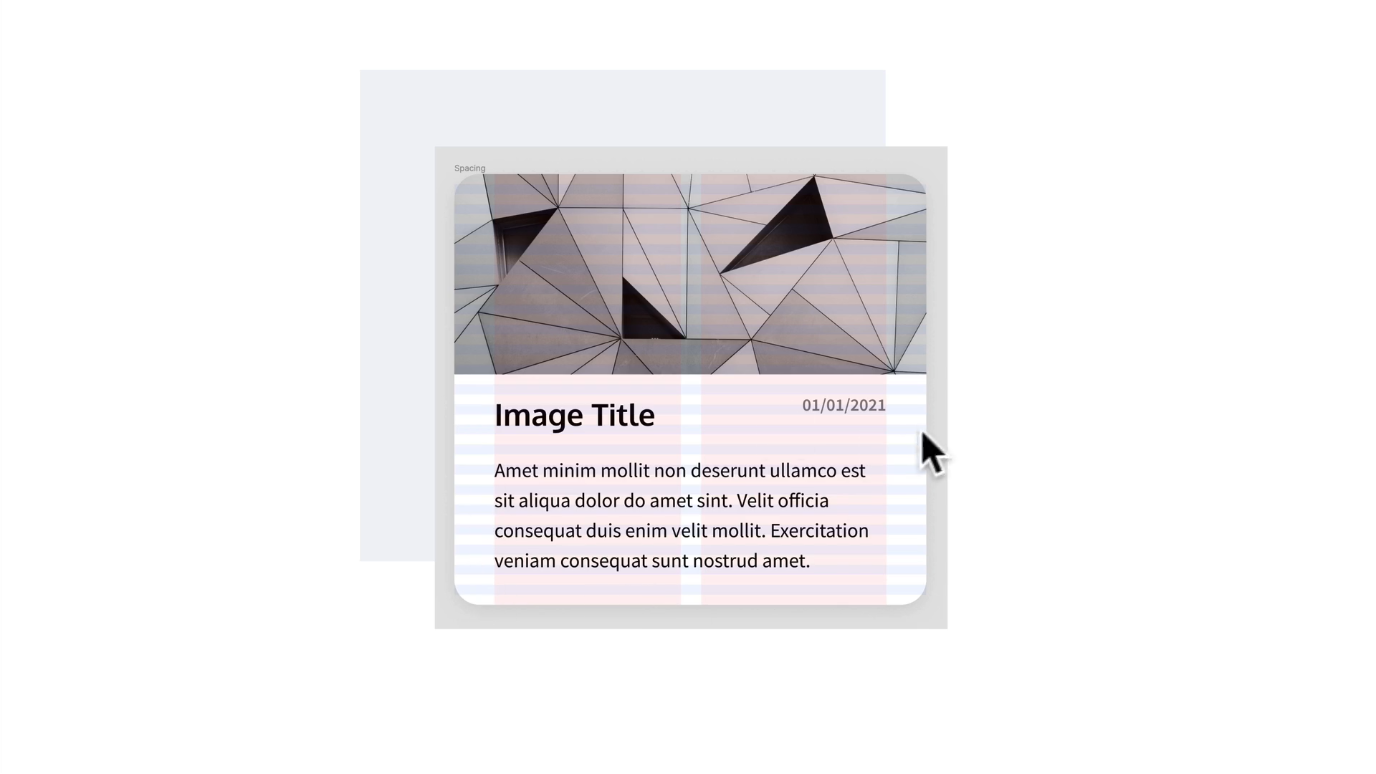 Spacing
Image Title
01/01/2021
Amet minim mollit non deserunt ullamco est
sit aliqua dolor do amet sint. Velit officia
consequat duis enim velit mollit. Exercitation
veniam consequat sunt nostrud amet.